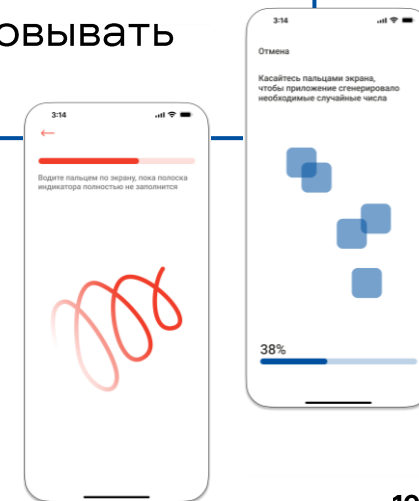 овывать
3:14
Водите пальцем по экрану, пока полоска
индикатора полностью не заполнится
3:14
Отмена
Касайтесь пальцами экрана,
чтобы приложение сгенерировало
необходимые случайные числа
38%